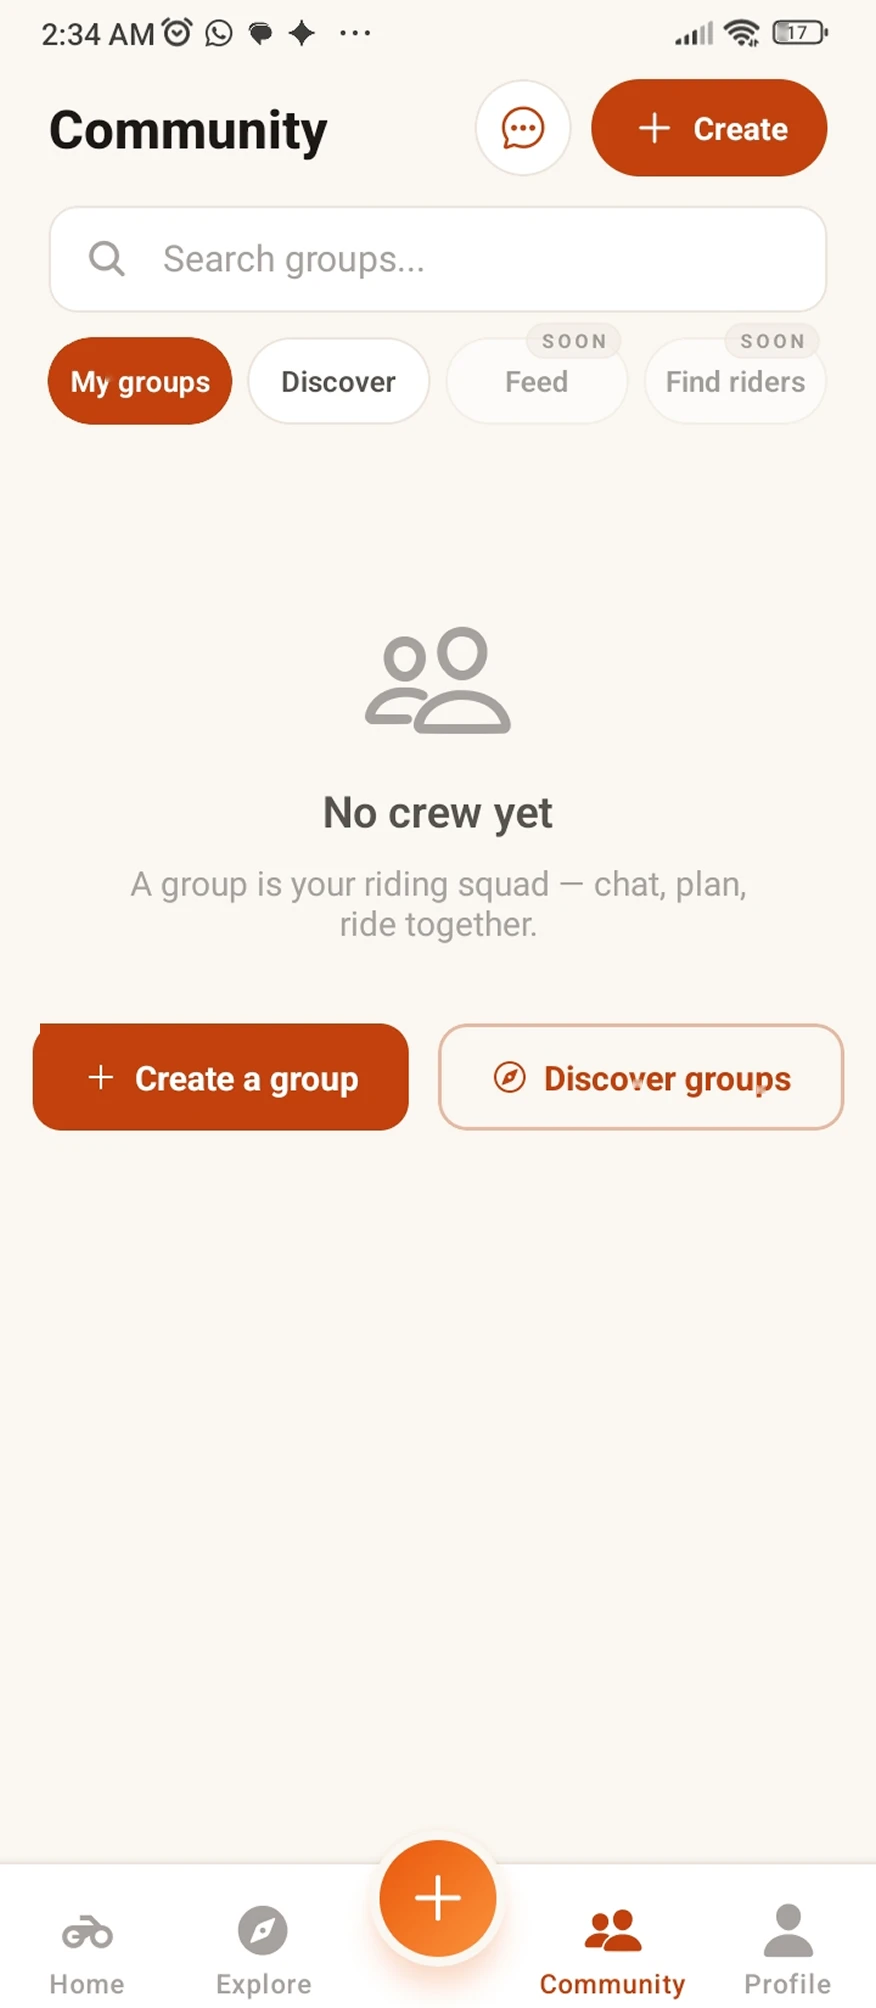 2:34 AM
17
Community
Create
Search groups...
SOON
SOON
My groups
Discover
Feed
Find riders
No crew yet
A group is your riding squad — chat, plan,
ride together.
Create a group
Discover groups
Home
Explore
Community
Profile